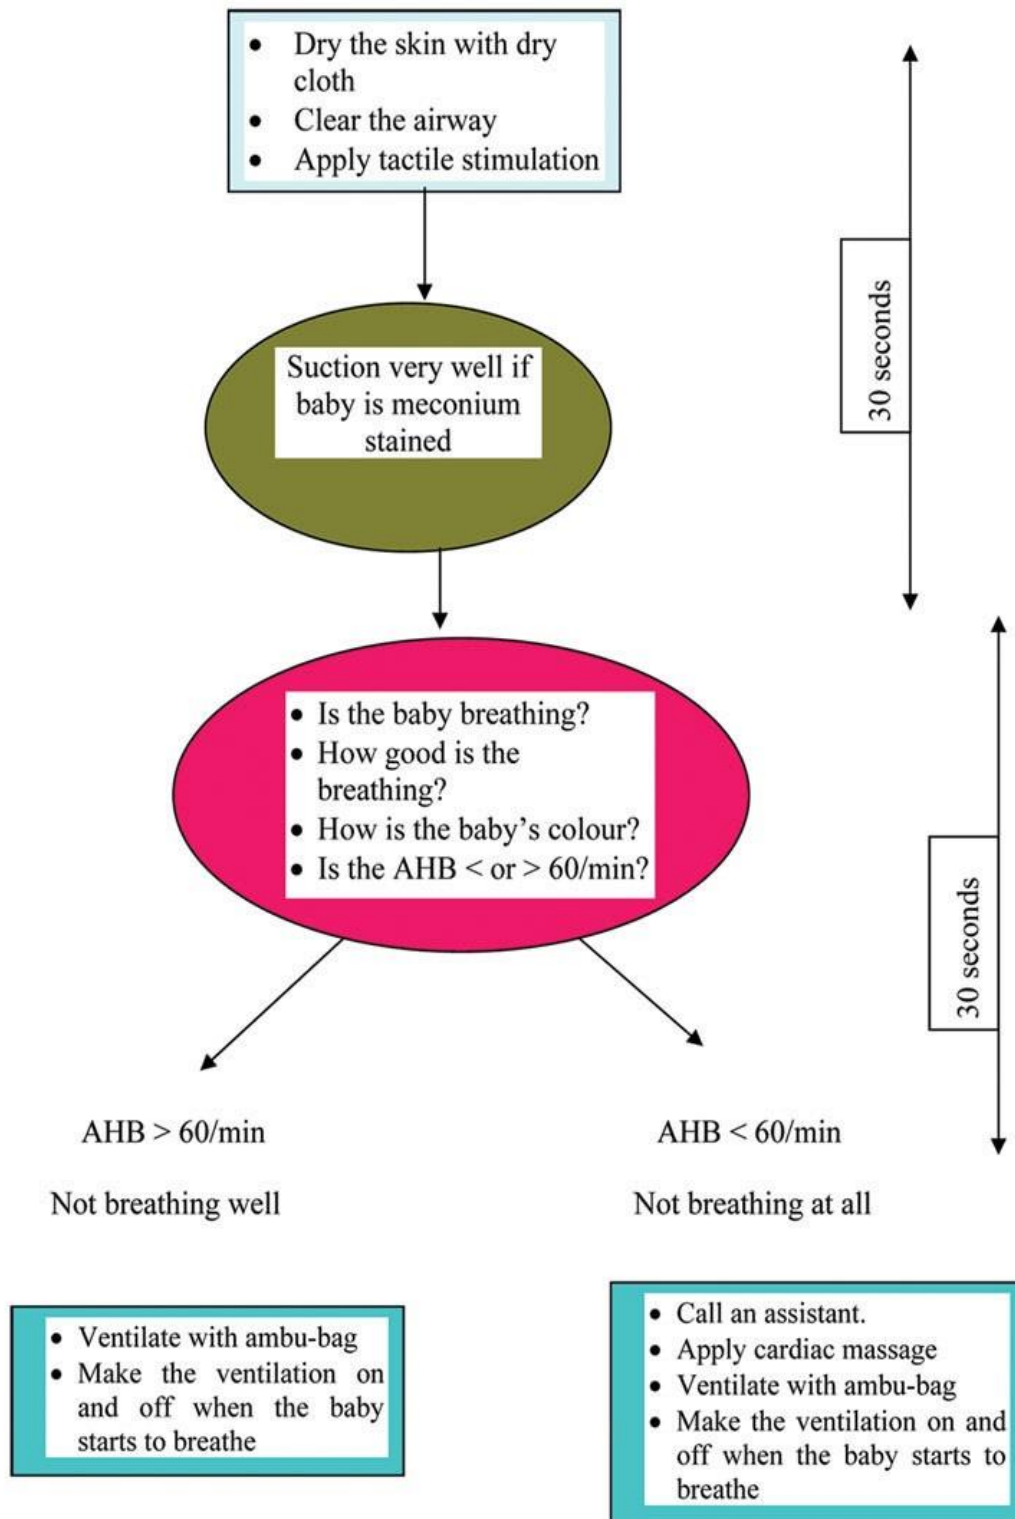 • Dry the skin with dry
cloth
• Clear the airway
• Apply tactile stimulation
30 seconds
Suction very well if
baby is meconium
stained
• Is the baby breathing?
• How good is the
breathing?
• How is the baby’s colour?
• Is the AHB < or > 60/min?
30 seconds
AHB > 60/min
Not breathing well
AHB < 60/min
Not breathing at all
• Ventilate with ambu-bag
• Make the ventilation on
and off when the baby
starts to breathe
• Call an assistant.
• Apply cardiac massage
• Ventilate with ambu-bag
• Make the ventilation on and
off when the baby starts to
breathe